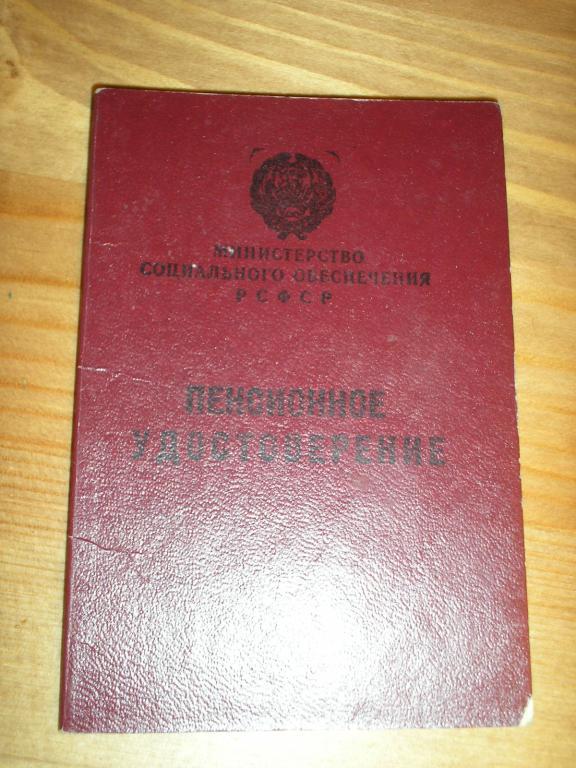 МИНИСТЕРСТВО
СОЦИАЛЬНОГО ОБЕСПЕЧЕНИЯ
РСФСР
ПЕНСИОННОЕ
УДОСТОВЕРЕНИЕ